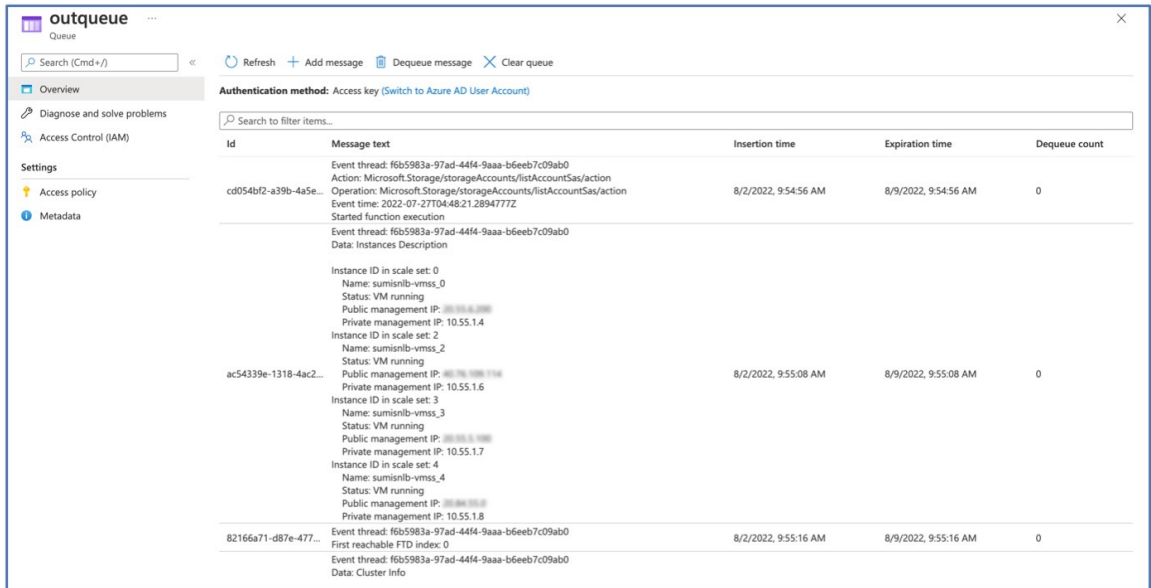 outqueue ...
Queue
Search (Cmd+/)
«
Overview
Diagnose and solve problems
Access Control (IAM)
Settings
Access policy
Metadata
Refresh
Add message
Dequeue message
Clear queue
Authentication method: Access key (Switch to Azure AD User Account)
Search to filter items...
Id Message text Insertion time Expiration time Dequeue count
Event thread: f6b5983a-97ad-44f4-9aaa-b6eeb7c09ab0
Action: Microsoft.Storage/storageAccounts/listAccountSas/action
cd054bf2-a39b-4a5e... Operation: Microsoft.Storage/storageAccounts/listAccountSas/action 8/2/2022, 9:54:56 AM 8/9/2022, 9:54:56 AM 0
Event time: 2022-07-27T04:48:21.2894777Z
Started function execution
Event thread: f6b5983a-97ad-44f4-9aaa-b6eeb7c09ab0
Data: Instances Description
Instance ID in scale set: 0
Name: sumisnlb-vmss_0
Status: VM running
Public management IP:
Private management IP: 10.55.1.4
Instance ID in scale set: 2
Name: sumisnlb-vmss_2
Status: VM running
ac54339e-1318-4ac2... Public management IP: 8/2/2022, 9:55:08 AM 8/9/2022, 9:55:08 AM 0
Private management IP: 10.55.1.6
Instance ID in scale set: 3
Name: sumisnlb-vmss_3
Status: VM running
Public management IP:
Private management IP: 10.55.1.7
Instance ID in scale set: 4
Name: sumisnlb-vmss_4
Status: VM running
Public management IP:
Private management IP: 10.55.1.8
Event thread: f6b5983a-97ad-44f4-9aaa-b6eeb7c09ab0
82166a71-d87e-477... First reachable FTD index: 0 8/2/2022, 9:55:16 AM 8/9/2022, 9:55:16 AM 0
Event thread: f6b5983a-97ad-44f4-9aaa-b6eeb7c09ab0
Data: Cluster Info